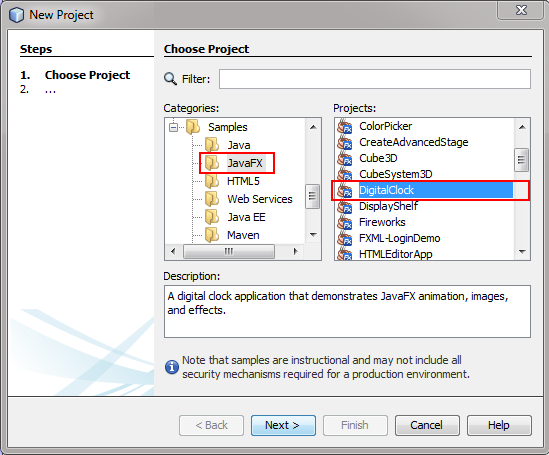 New Project
Steps
1. Choose Project
2. ...
Choose Project
Filter:
Categories:
Samples
Java
JavaFX
HTML5
Web Services
Java EE
Maven
Projects:
ColorPicker
CreateAdvancedStage
Cube3D
CubeSystem3D
DigitalClock
DisplayShelf
Fireworks
FXML-LoginDemo
HTMLEditorApp
Description:
A digital clock application that demonstrates JavaFX animation, images,
and effects.
Note that samples are instructional and may not include all
security mechanisms required for a production environment.
< Back
Next >
Finish
Cancel
Help